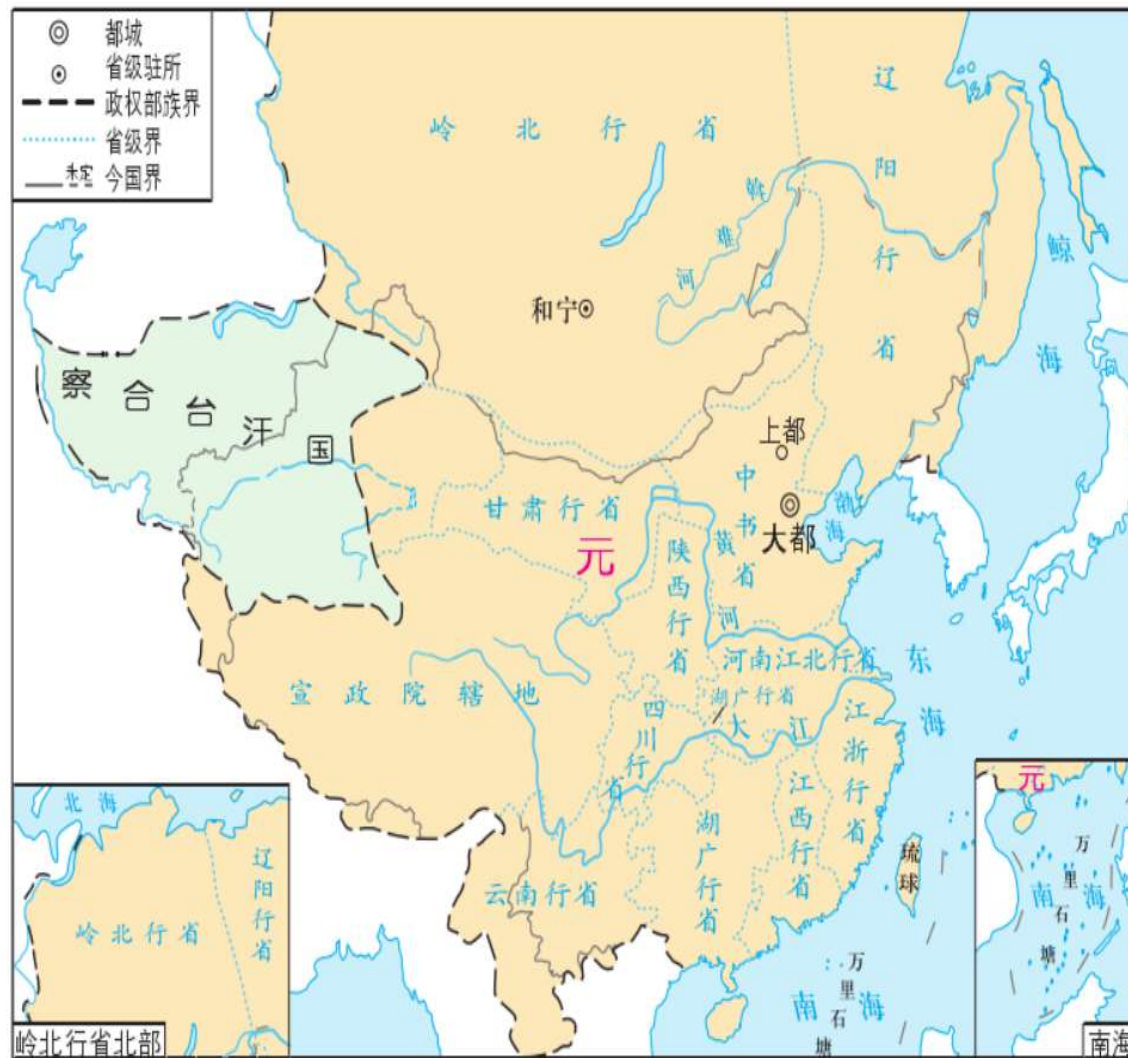 都城
省级驻所
政权部族界
省级界
未定 今国界
岭北行省
辽阳行省
斡难河
鲸海
和宁
察合台汗国
上都
中书省
大都
渤海
甘肃行省
元
陕西行省
黄河
河南江北行省
东海
宣政院辖地
湖广行省
四川行省
大江
江浙行省
江西行省
湖广行省
云南行省
琉球
南海
万里石塘
北海
辽阳行省
岭北行省
岭北行省北部
元
万里石塘
南海
南海